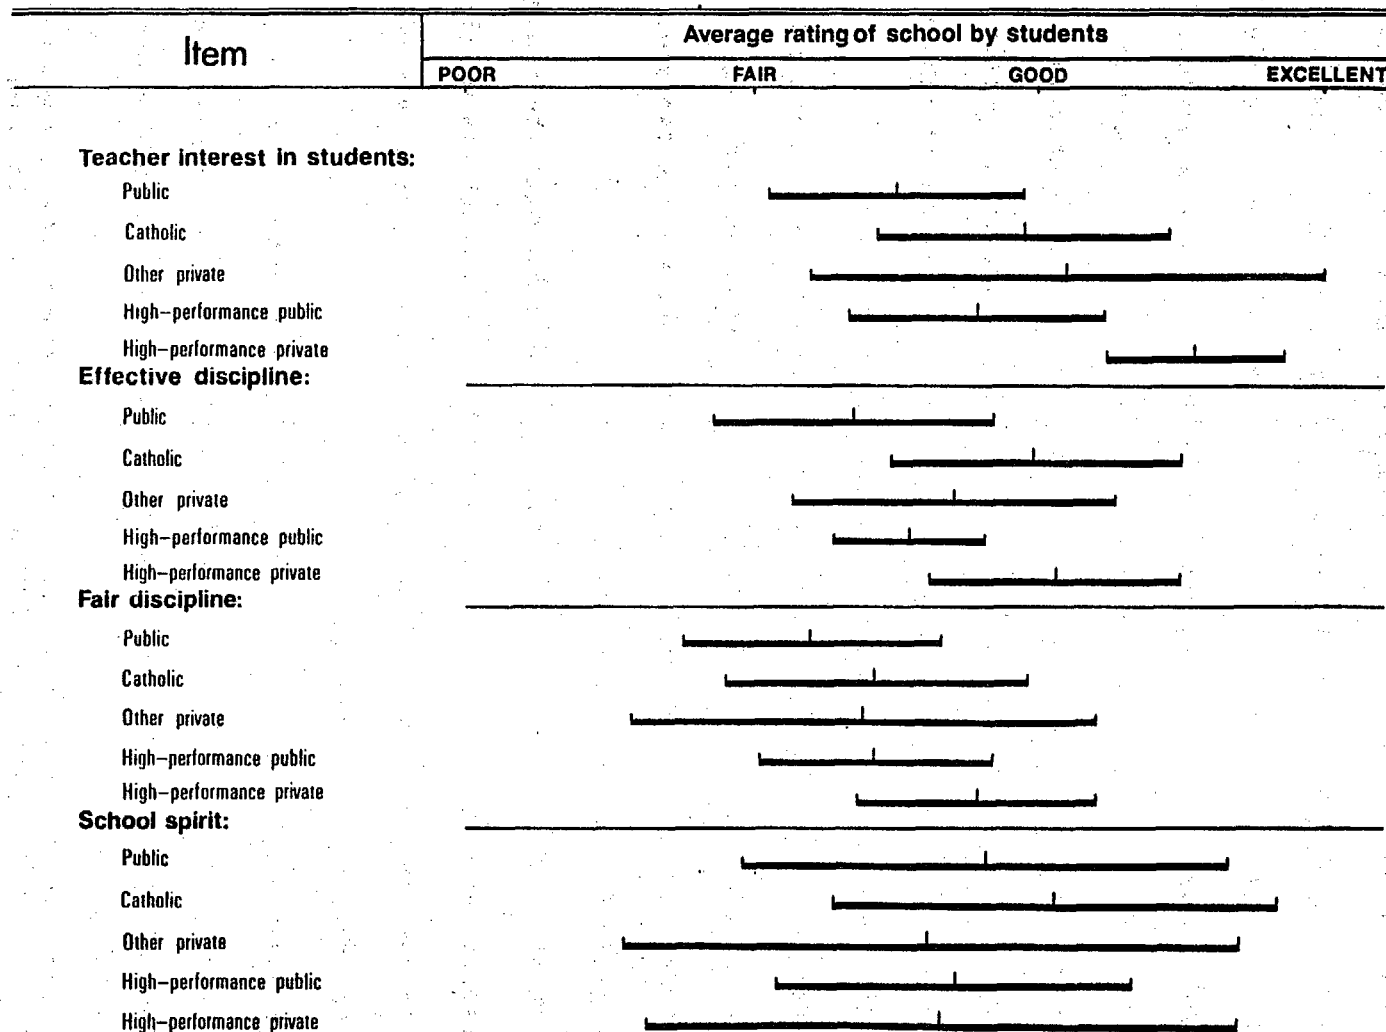 Item
Average rating of school by students
POOR FAIR GOOD EXCELLENT
Teacher interest in students:
Public
Catholic
Other private
High-performance public
High-performance private
Effective discipline:
Public
Catholic
Other private
High-performance public
High-performance private
Fair discipline:
Public
Catholic
Other private
High-performance public
High-performance private
School spirit:
Public
Catholic
Other private
High-performance public
High-performance private